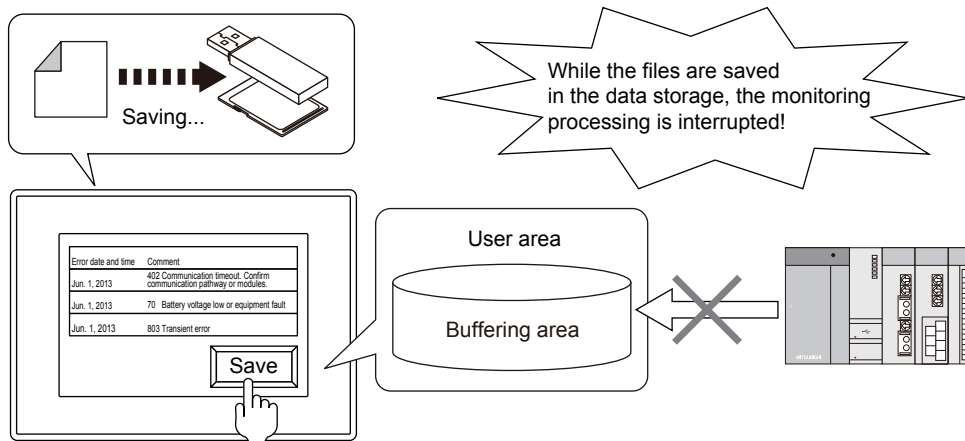 Saving...
While the files are saved
in the data storage, the monitoring
processing is interrupted!
Error date and time Comment
Jun. 1, 2013 402 Communication timeout. Confirm
communication pathway or modules.
Jun. 1, 2013 70 Battery voltage low or equipment fault
Jun. 1, 2013 803 Transient error
Save
User area
Buffering area
MITSUBISHI